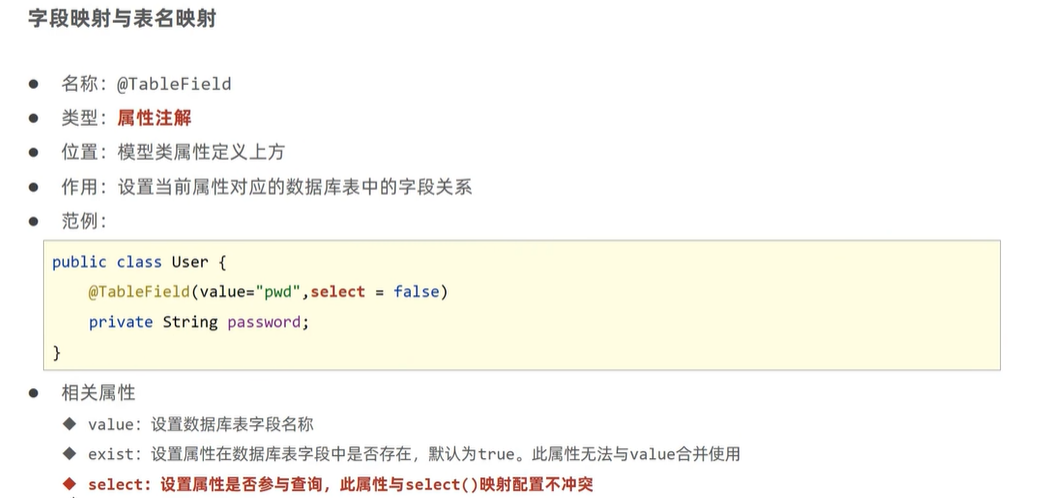 字段映射与表名映射
● 名称：@TableField
● 类型：属性注解
● 位置：模型类属性定义上方
● 作用：设置当前属性对应的数据库表中的字段关系
● 范例：
public class User {
@TableField(value="pwd",select = false)
private String password;
}
● 相关属性
◆ value：设置数据库表字段名称
◆ exist：设置属性在数据库表字段中是否存在，默认为true。此属性无法与value合并使用
◆ select：设置属性是否参与查询，此属性与select()映射配置不冲突